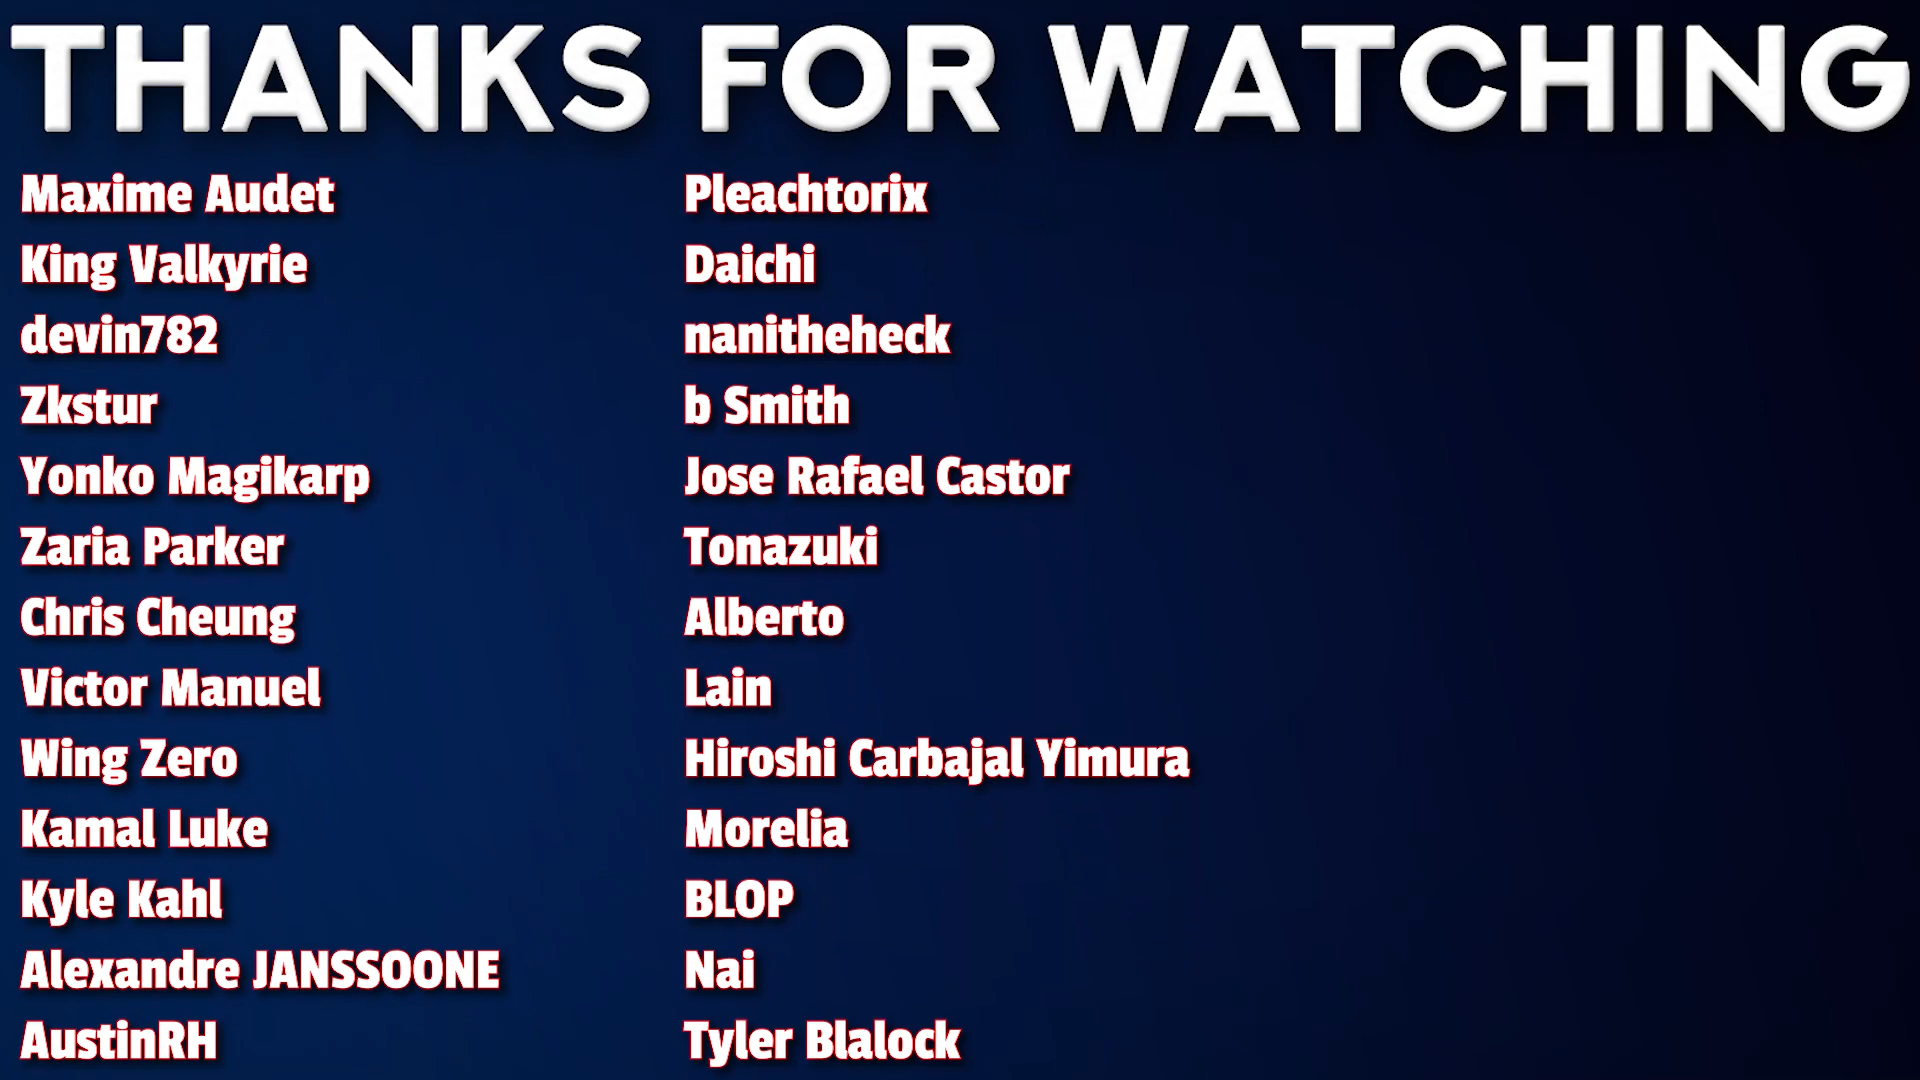 THANKS FOR WATCHING
Maxime Audet
King Valkyrie
devin782
Zkstur
Yonko Magikarp
Zaria Parker
Chris Cheung
Victor Manuel
Wing Zero
Kamal Luke
Kyle Kahl
Alexandre JANSSOONE
AustinRH
Pleachtorix
Daichi
nanitheheck
b Smith
Jose Rafael Castor
Tonazuki
Alberto
Lain
Hiroshi Carbajal Yimura
Morelia
BLOP
Nai
Tyler Blalock